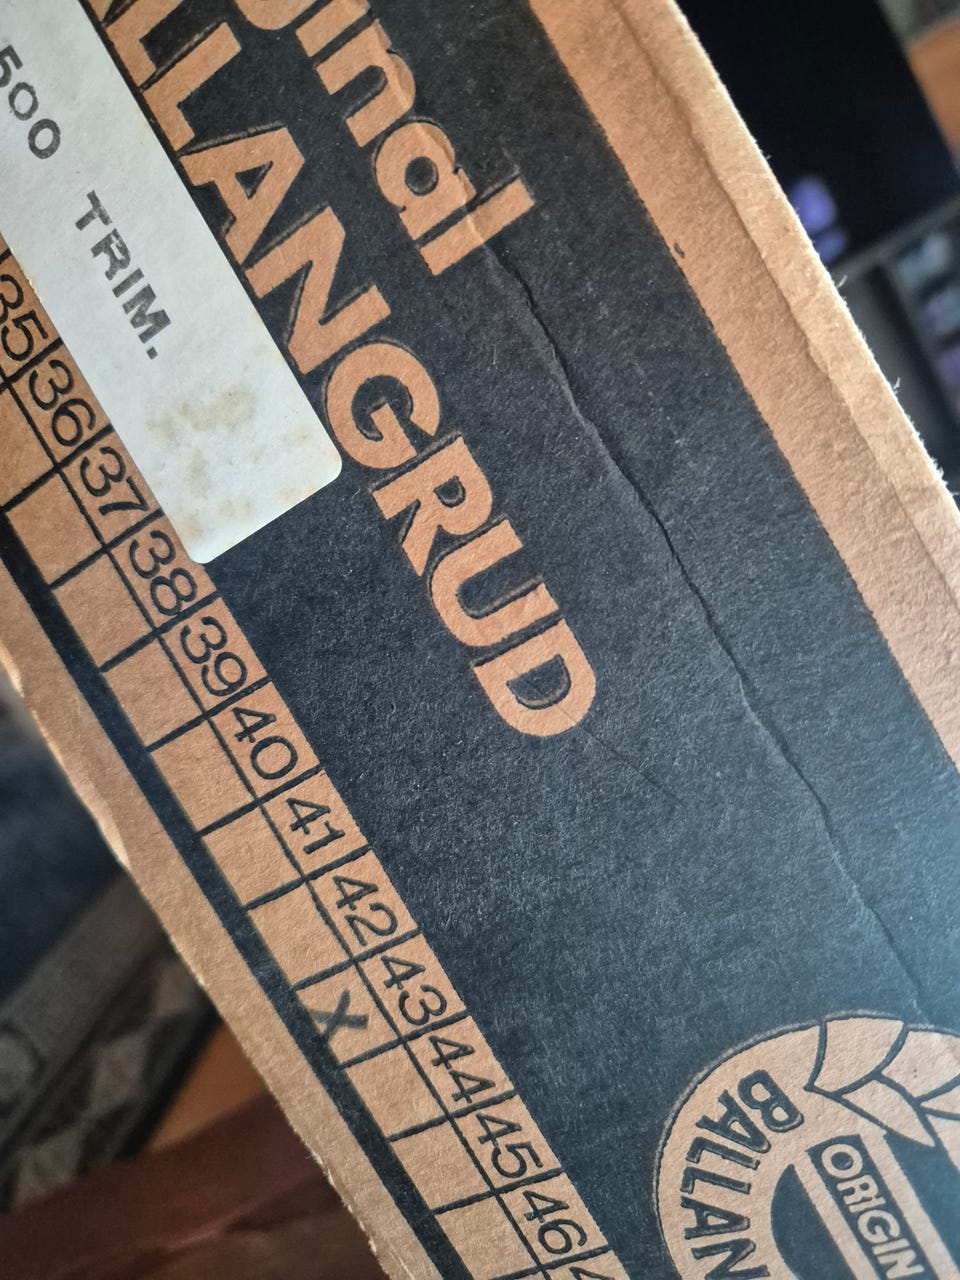 inal
LLANGRUD
500 TRIM.
35 36 37 38 39 40 41 42 43 44 45 46
X
BALLAN
ORIGIN